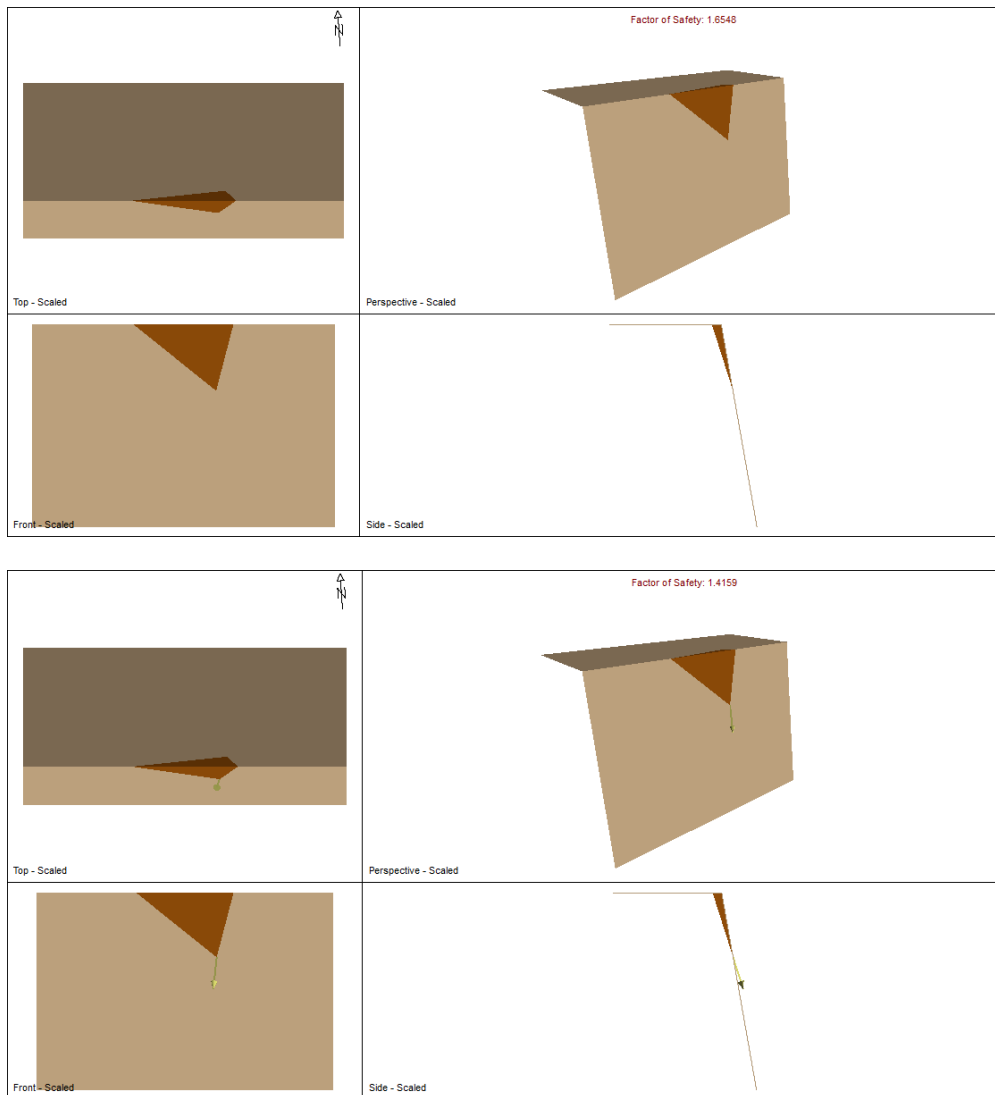 N
Factor of Safety: 1.6548
Top - Scaled
Perspective - Scaled
Front - Scaled
Side - Scaled
N
Factor of Safety: 1.4159
Top - Scaled
Perspective - Scaled
Front - Scaled
Side - Scaled